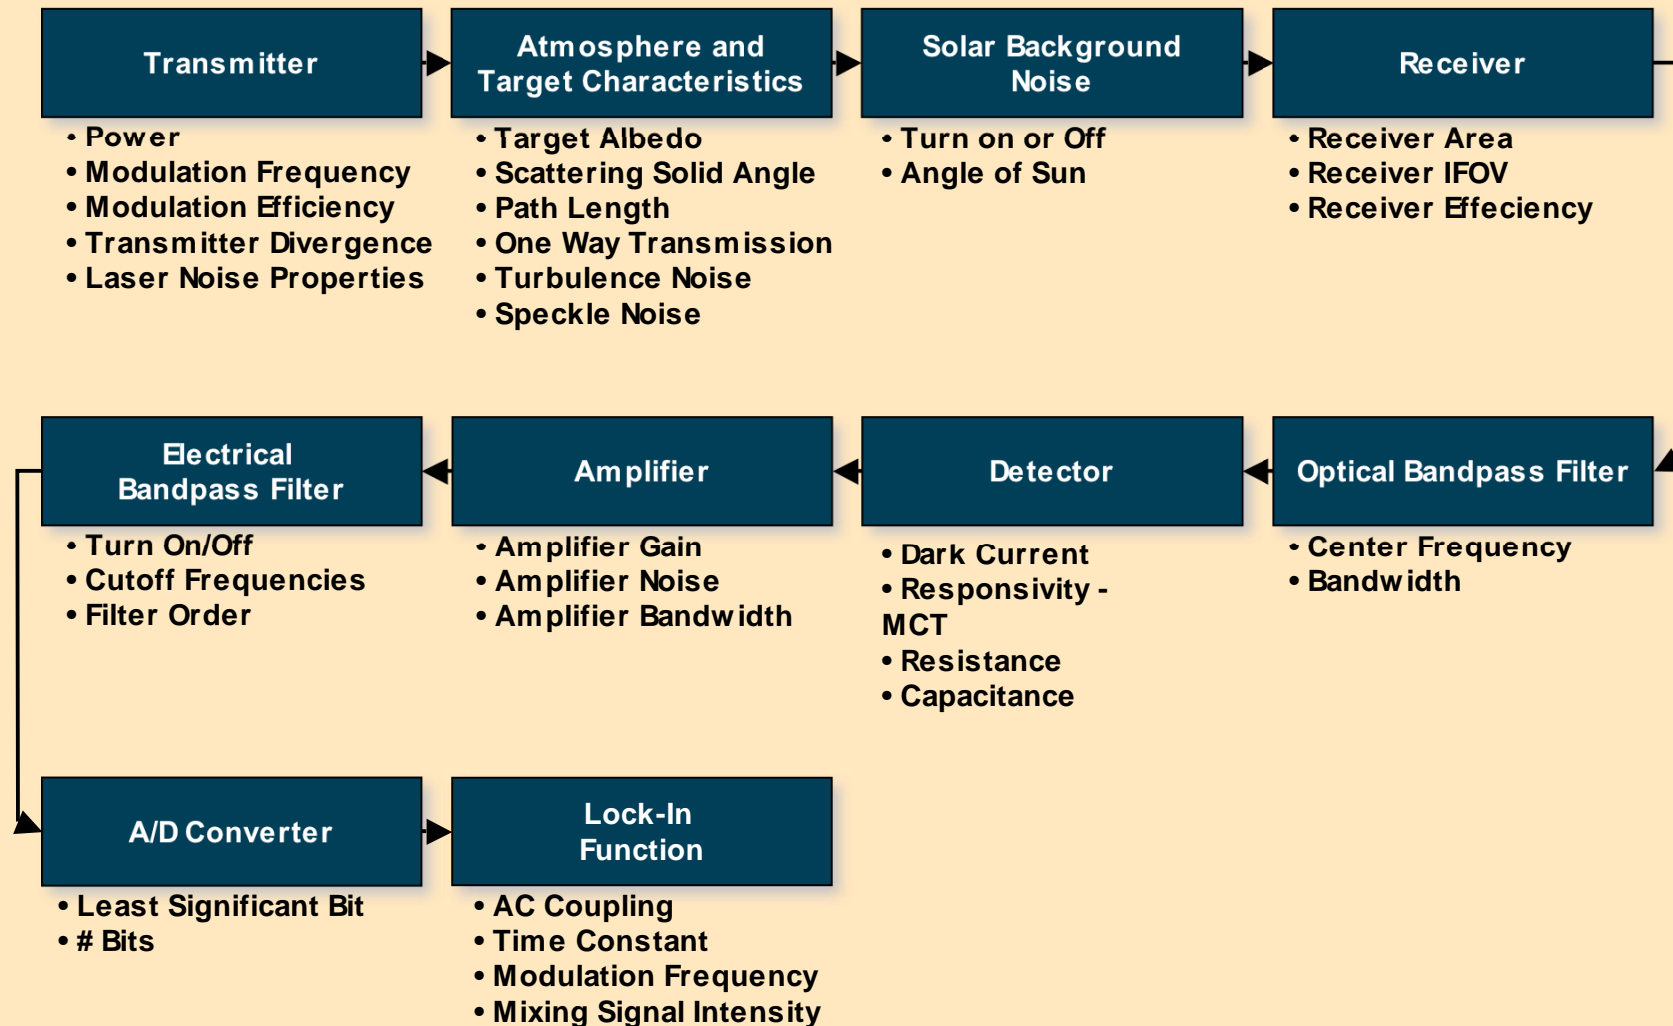 Transmitter
• Power
• Modulation Frequency
• Modulation Efficiency
• Transmitter Divergence
• Laser Noise Properties
Atmosphere and
Target Characteristics
• Target Albedo
• Scattering Solid Angle
• Path Length
• One Way Transmission
• Turbulence Noise
• Speckle Noise
Solar Background
Noise
• Turn on or Off
• Angle of Sun
Receiver
• Receiver Area
• Receiver IFOV
• Receiver Effeciency
Optical Bandpass Filter
• Center Frequency
• Bandwidth
Detector
• Dark Current
• Responsivity -
MCT
• Resistance
• Capacitance
Amplifier
• Amplifier Gain
• Amplifier Noise
• Amplifier Bandwidth
Electrical
Bandpass Filter
• Turn On/Off
• Cutoff Frequencies
• Filter Order
A/D Converter
• Least Significant Bit
• # Bits
Lock-In
Function
• AC Coupling
• Time Constant
• Modulation Frequency
• Mixing Signal Intensity